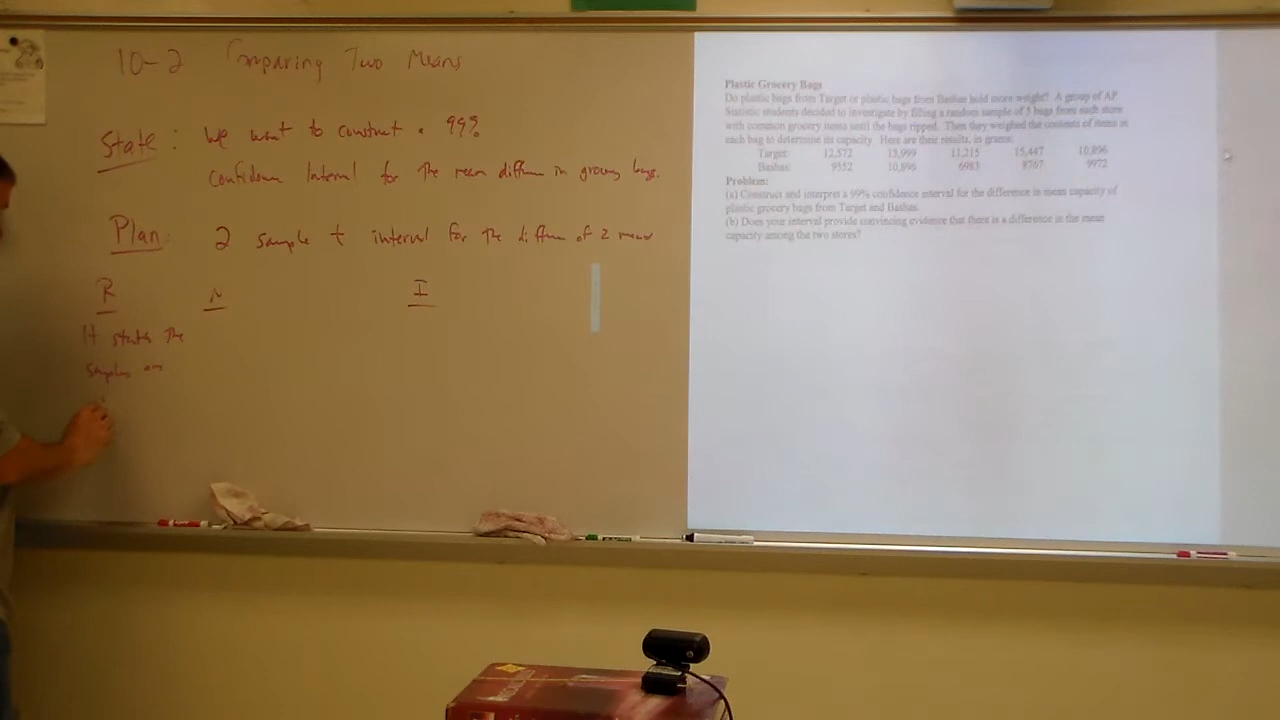 10-2 Comparing Two Means
State: We want to construct a 99%
confidence interval for the mean differen in grocery bags.
Plan: 2 sample t interval for the differen of 2 means
R N I
It states the
samples are
Plastic Grocery Bags
Do plastic bags from Target or plastic bags from Bashas hold more weight? A group of AP
Statistic students decided to investigate by filling a random sample of 5 bags from each store
with common grocery items until the bags ripped. Then they weighed the contents of items in
each bag to determine its capacity. Here are their results, in grams:
Target: 12,572 13,999 11,215 15,447 10,896
Bashas: 9552 10,896 6983 8767 9972
Problem:
(a) Construct and interpret a 99% confidence interval for the difference in mean capacity of
plastic grocery bags from Target and Bashas.
(b) Does your interval provide convincing evidence that there is a difference in the mean
capacity among the two stores?